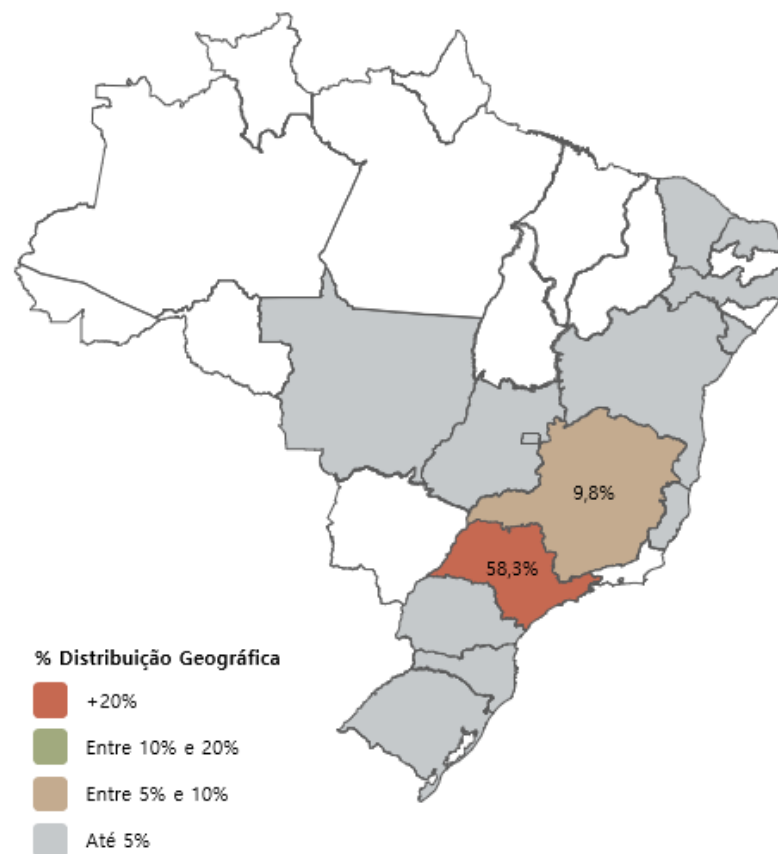 9,8%
58,3%
% Distribuição Geográfica
+20%
Entre 10% e 20%
Entre 5% e 10%
Até 5%